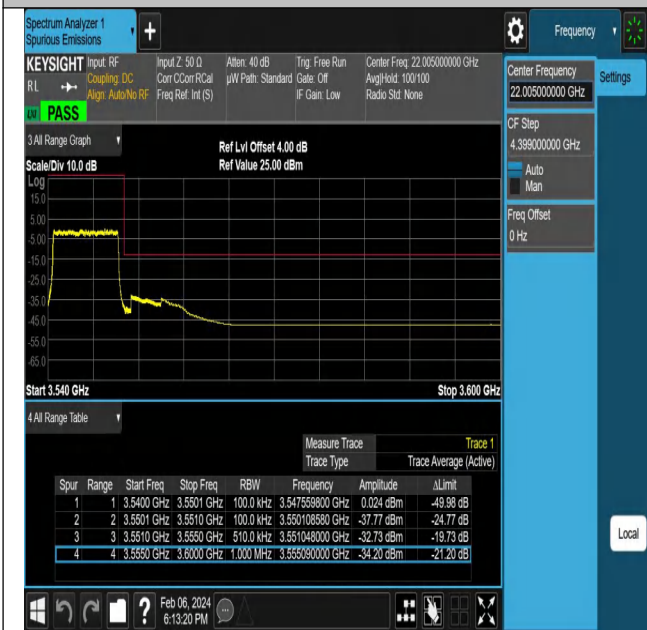 Spectrum Analyzer 1
Spurious Emissions
+
Frequency
KEYSIGHT
RL
Input: RF
Coupling: DC
Align: Auto/No RF
Input Z: 50 Ω
Corr CCorr RCal
Freq Ref: Int (S)
Atten: 40 dB
µW Path: Standard
Trig: Free Run
Gate: Off
IF Gain: Low
Center Freq: 22.005000000 GHz
Avg|Hold: 100/100
Radio Std: None
LXI PASS
Center Frequency
22.005000000 GHz
Settings
CF Step
4.399000000 GHz
Auto
Man
Freq Offset
0 Hz
3 All Range Graph
Scale/Div 10.0 dB
Ref Lvl Offset 4.00 dB
Ref Value 25.00 dBm
Log
15.0
5.00
-5.00
-15.0
-25.0
-35.0
-45.0
-55.0
-65.0
Start 3.540 GHz Stop 3.600 GHz
4 All Range Table
Measure Trace Trace 1
Trace Type Trace Average (Active)
Spur Range Start Freq Stop Freq RBW Frequency Amplitude ΔLimit
1 1 3.5400 GHz 3.5501 GHz 100.0 kHz 3.547559800 GHz 0.024 dBm -49.98 dB
2 2 3.5501 GHz 3.5510 GHz 100.0 kHz 3.550108580 GHz -37.77 dBm -24.77 dB
3 3 3.5510 GHz 3.5550 GHz 510.0 kHz 3.551048000 GHz -32.73 dBm -19.73 dB
4 4 3.5550 GHz 3.6000 GHz 1.000 MHz 3.555090000 GHz -34.20 dBm -21.20 dB
Local
?
Feb 06, 2024
6:13:20 PM